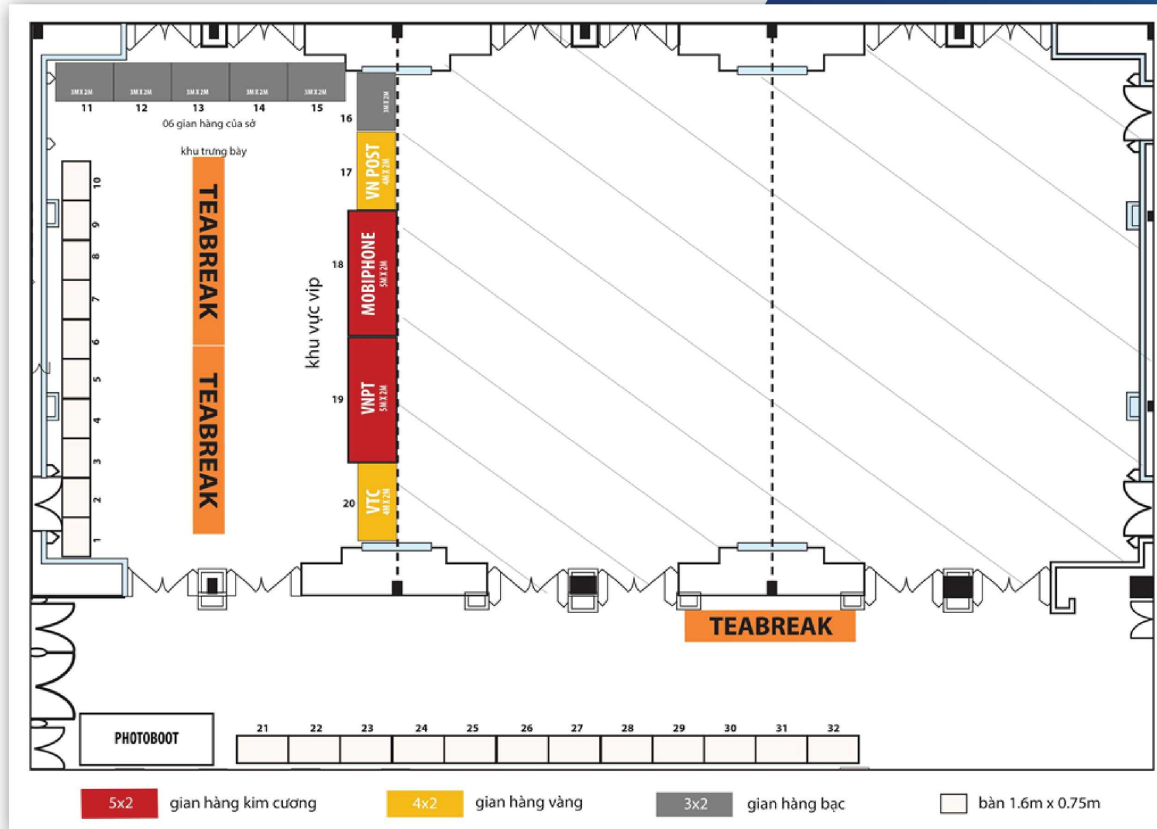 3M X 2M
3M X 2M
3M X 2M
3M X 2M
3M X 2M
11
12
13
14
15
06 gian hàng của sở
khu trưng bày
3M X 2M
16
VN POST
4M X 2M
17
MOBIPHONE
5M X 2M
18
khu vực vip
VNPT
5M X 2M
19
VTC
4M X 2M
20
TEABREAK
TEABREAK
10
9
8
7
6
5
4
3
2
1
TEABREAK
PHOTOBOOT
21
22
23
24
25
26
27
28
29
30
31
32
5x2 gian hàng kim cương
4x2 gian hàng vàng
3x2 gian hàng bạc
bàn 1.6m x 0.75m